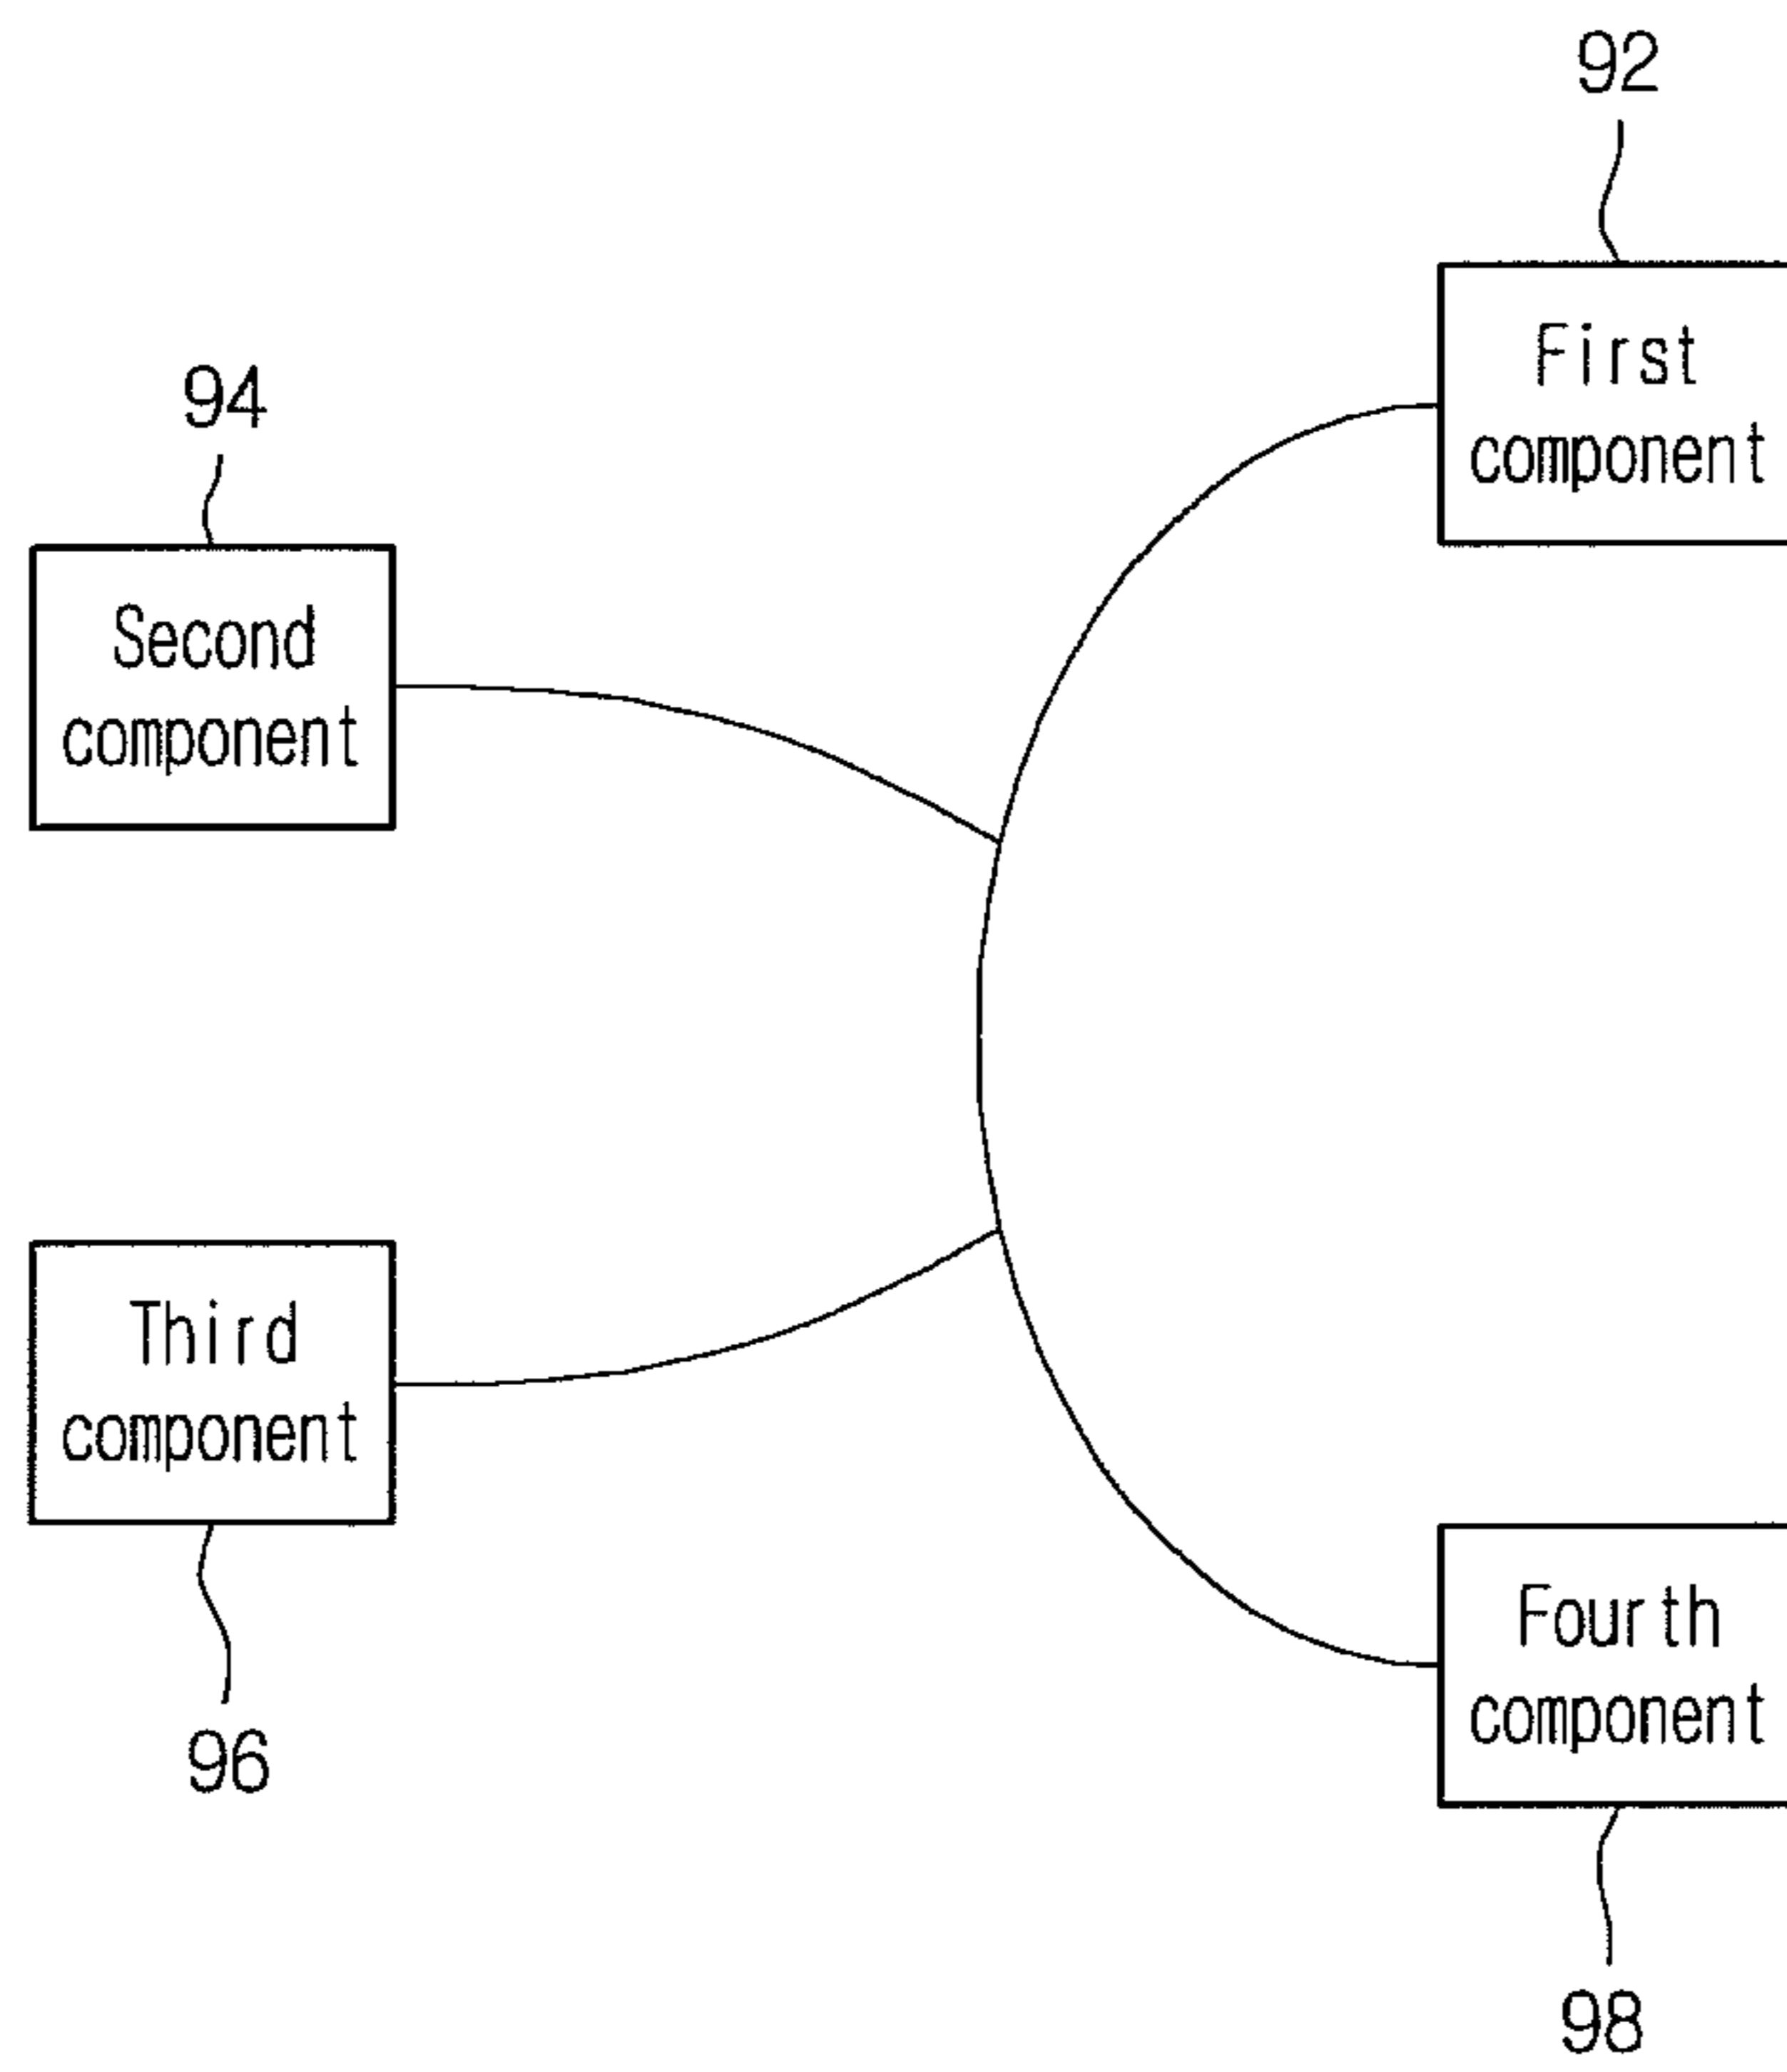 92
First
component
94
Second
component
Third
component
96
Fourth
component
98